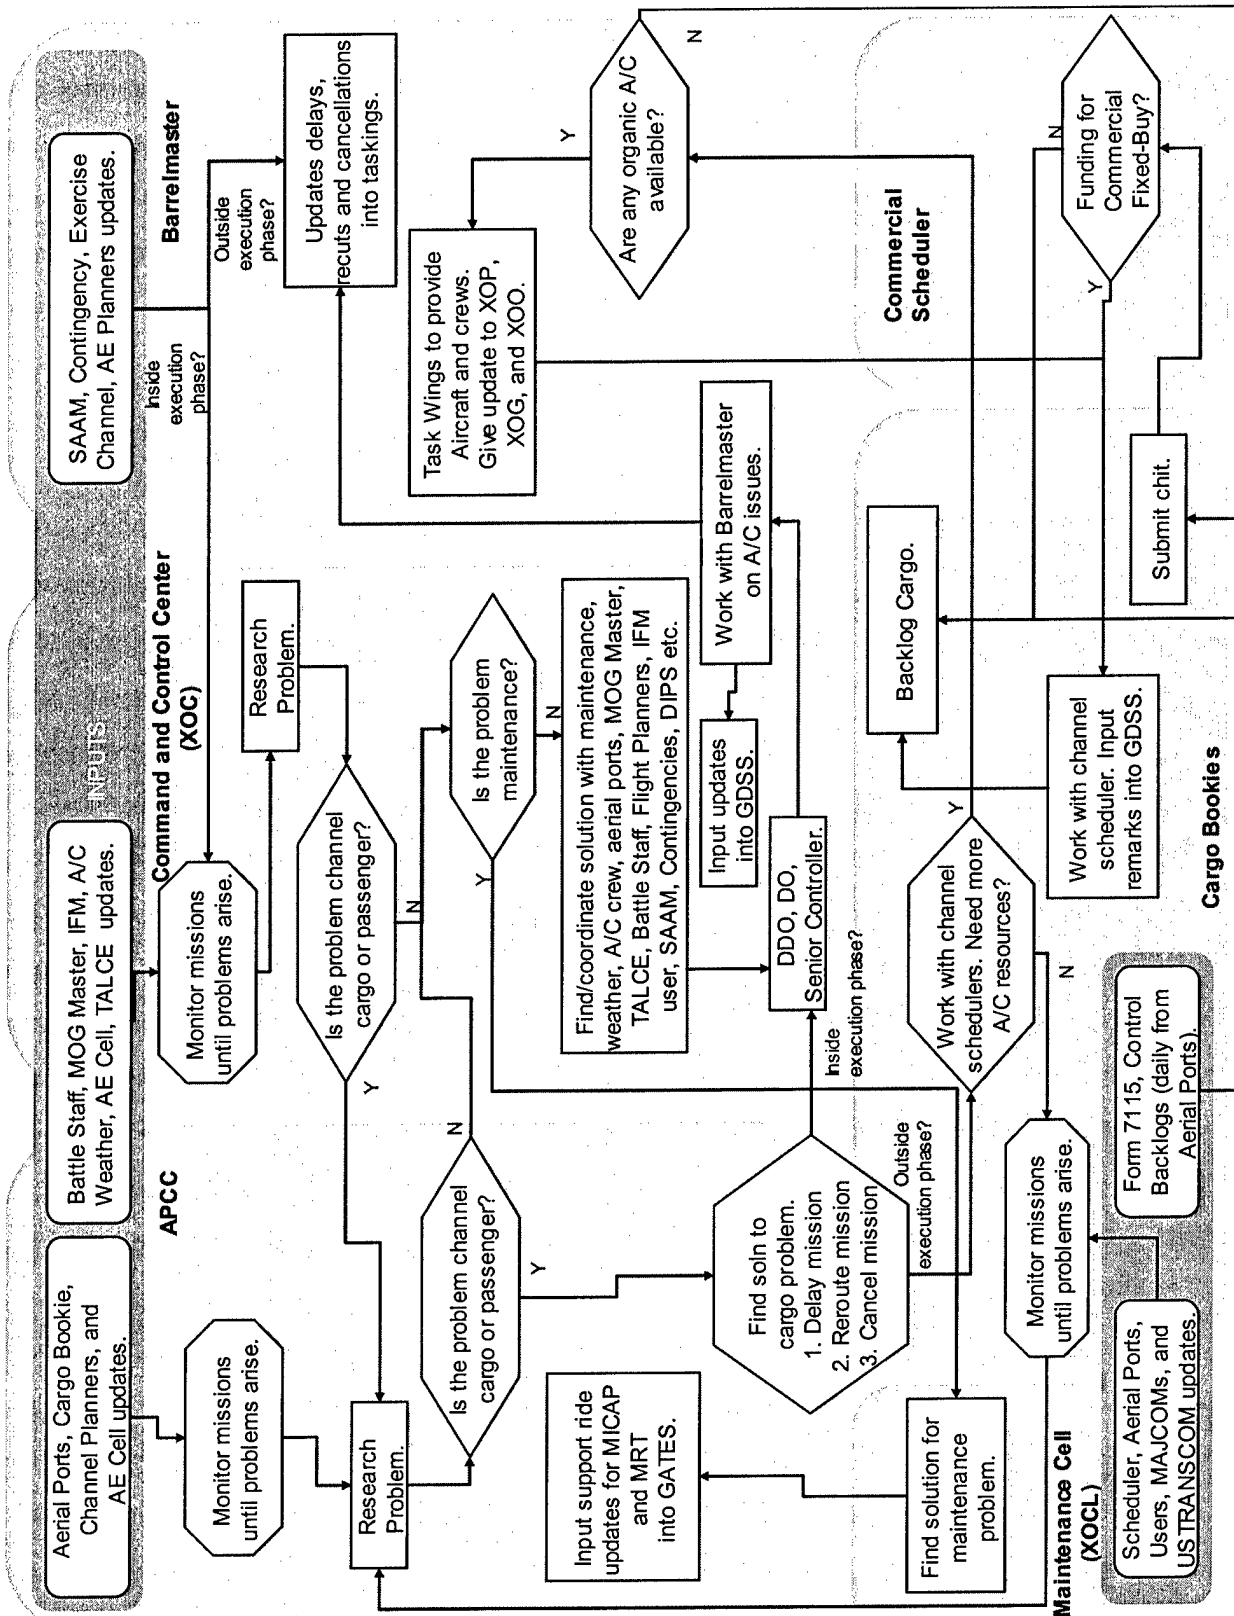 INPUTS
Aerial Ports, Cargo Bookie,
Channel Planners, and
AE Cell updates.
Battle Staff, MOG Master, IFM, A/C
Weather, AE Cell, TALCE updates.
SAAM, Contingency, Exercise
Channel, AE Planners updates.
APCC
Command and Control Center
(XOC)
Barrelmaster
Inside
execution
phase?
Outside
execution
phase?
Monitor missions
until problems arise.
Monitor missions
until problems arise.
Research
Problem.
Updates delays,
recuts and cancellations
into taskings.
Research
Problem.
Is the problem channel
cargo or passenger?
Y
N
Is the problem channel
cargo or passenger?
N
Y
Is the problem
maintenance?
Y
N
Task Wings to provide
Aircraft and crews.
Give update to XOP,
XOG, and XOO.
Y
Are any organic A/C
available?
N
Find/coordinate solution with maintenance,
weather, A/C crew, aerial ports, MOG Master,
TALCE, Battle Staff, Flight Planners, IFM
user, SAAM, Contingencies, DIPS etc.
Input support ride
updates for MICAP
and MRT
into GATES.
Find soln to
cargo problem.
1. Delay mission
2. Reroute mission
3. Cancel mission.
Inside
execution phase?
Outside
execution phase?
DDO, DO,
Senior Controller.
Input updates
into GDSS.
Work with Barrelmaster
on A/C issues.
Find solution for
maintenance
problem.
Maintenance Cell
(XOCL)
Work with channel
schedulers. Need more
A/C resources?
Y
N
Commercial
Scheduler
Backlog Cargo.
Monitor missions
until problems arise.
Work with channel
scheduler. Input
remarks into GDSS.
Submit chit.
Funding for
Commercial
Fixed-Buy?
Y
N
Scheduler, Aerial Ports,
Users, MAJCOMs, and
USTRANSCOM updates.
Form 7115, Control
Backlogs (daily from
Aerial Ports).
Cargo Bookies